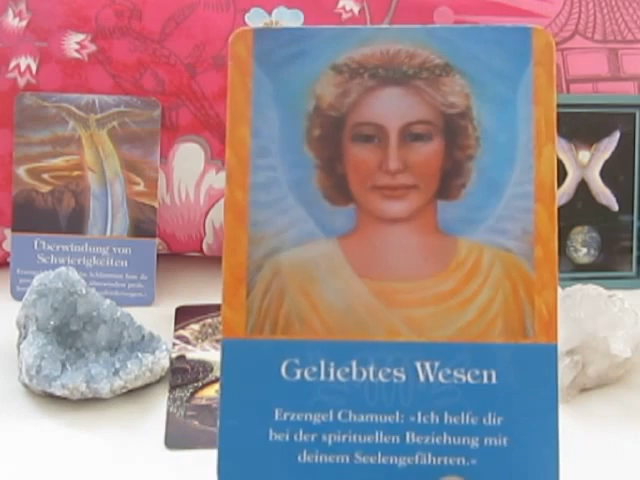 Überwindung von
Schwierigkeiten
Geliebtes Wesen
Erzengel Chamuel: «Ich helfe dir
bei der spirituellen Beziehung mit
deinem Seelengefährten.»